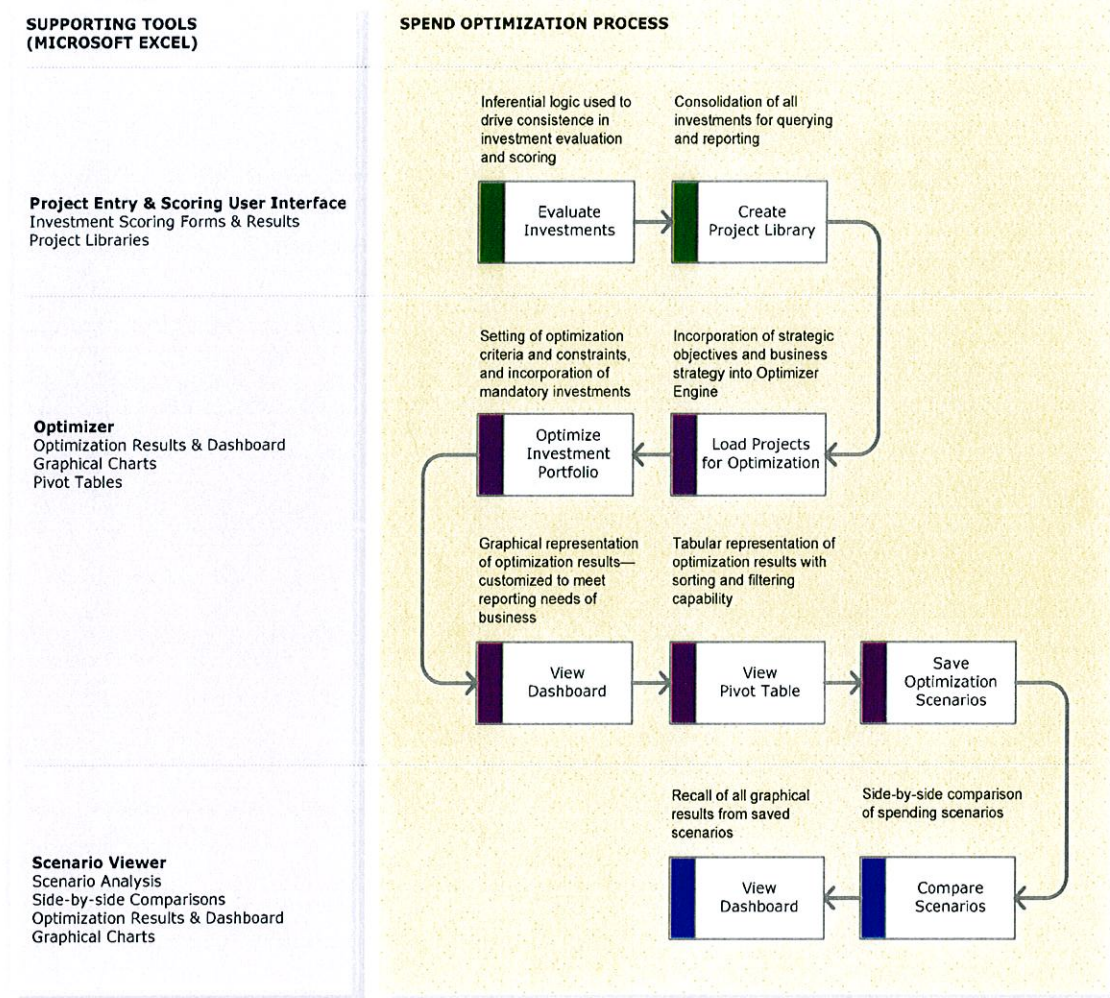 SUPPORTING TOOLS
(MICROSOFT EXCEL)
SPEND OPTIMIZATION PROCESS
Inferential logic used to
drive consistence in
investment evaluation
and scoring
Consolidation of all
investments for querying
and reporting
Project Entry & Scoring User Interface
Investment Scoring Forms & Results
Project Libraries
Evaluate
Investments
Create
Project Library
Setting of optimization
criteria and constraints,
and incorporation of
mandatory investments
Incorporation of strategic
objectives and business
strategy into Optimizer
Engine
Optimizer
Optimization Results & Dashboard
Graphical Charts
Pivot Tables
Optimize
Investment
Portfolio
Load Projects
for Optimization
Graphical representation
of optimization results—
customized to meet
reporting needs of
business
Tabular representation of
optimization results with
sorting and filtering
capability
View
Dashboard
View
Pivot Table
Save
Optimization
Scenarios
Recall of all graphical
results from saved
scenarios
Side-by-side comparison
of spending scenarios
Scenario Viewer
Scenario Analysis
Side-by-side Comparisons
Optimization Results & Dashboard
Graphical Charts
View
Dashboard
Compare
Scenarios